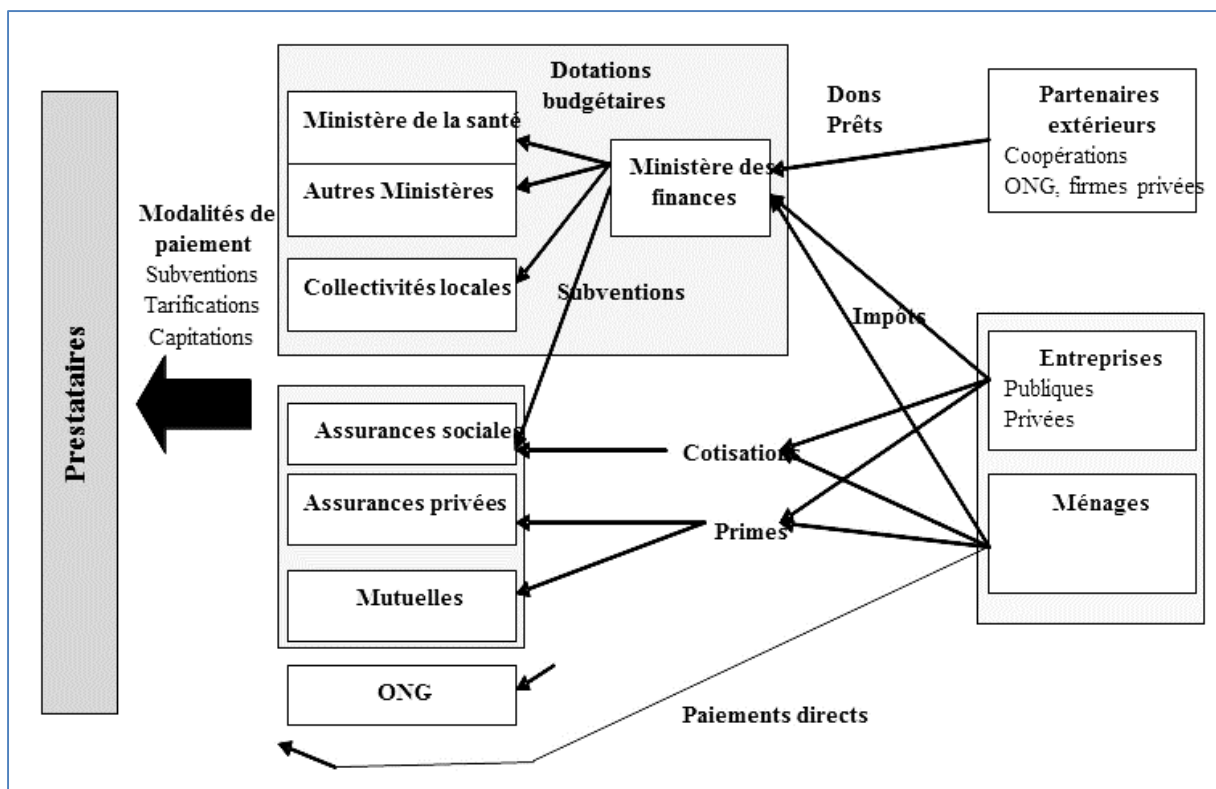 Prestataires
Modalités de
paiement
Subventions
Tarifications
Capitations
Dotations
budgétaires
Ministère de la santé
Autres Ministères
Collectivités locales
Ministère des
finances
Subventions
Dons
Prêts
Partenaires
extérieurs
Coopérations
ONG, firmes privées
Impôts
Entreprises
Publiques
Privées
Ménages
Assurances sociales
Assurances privées
Mutuelles
ONG
Cotisations
Primes
Paiements directs